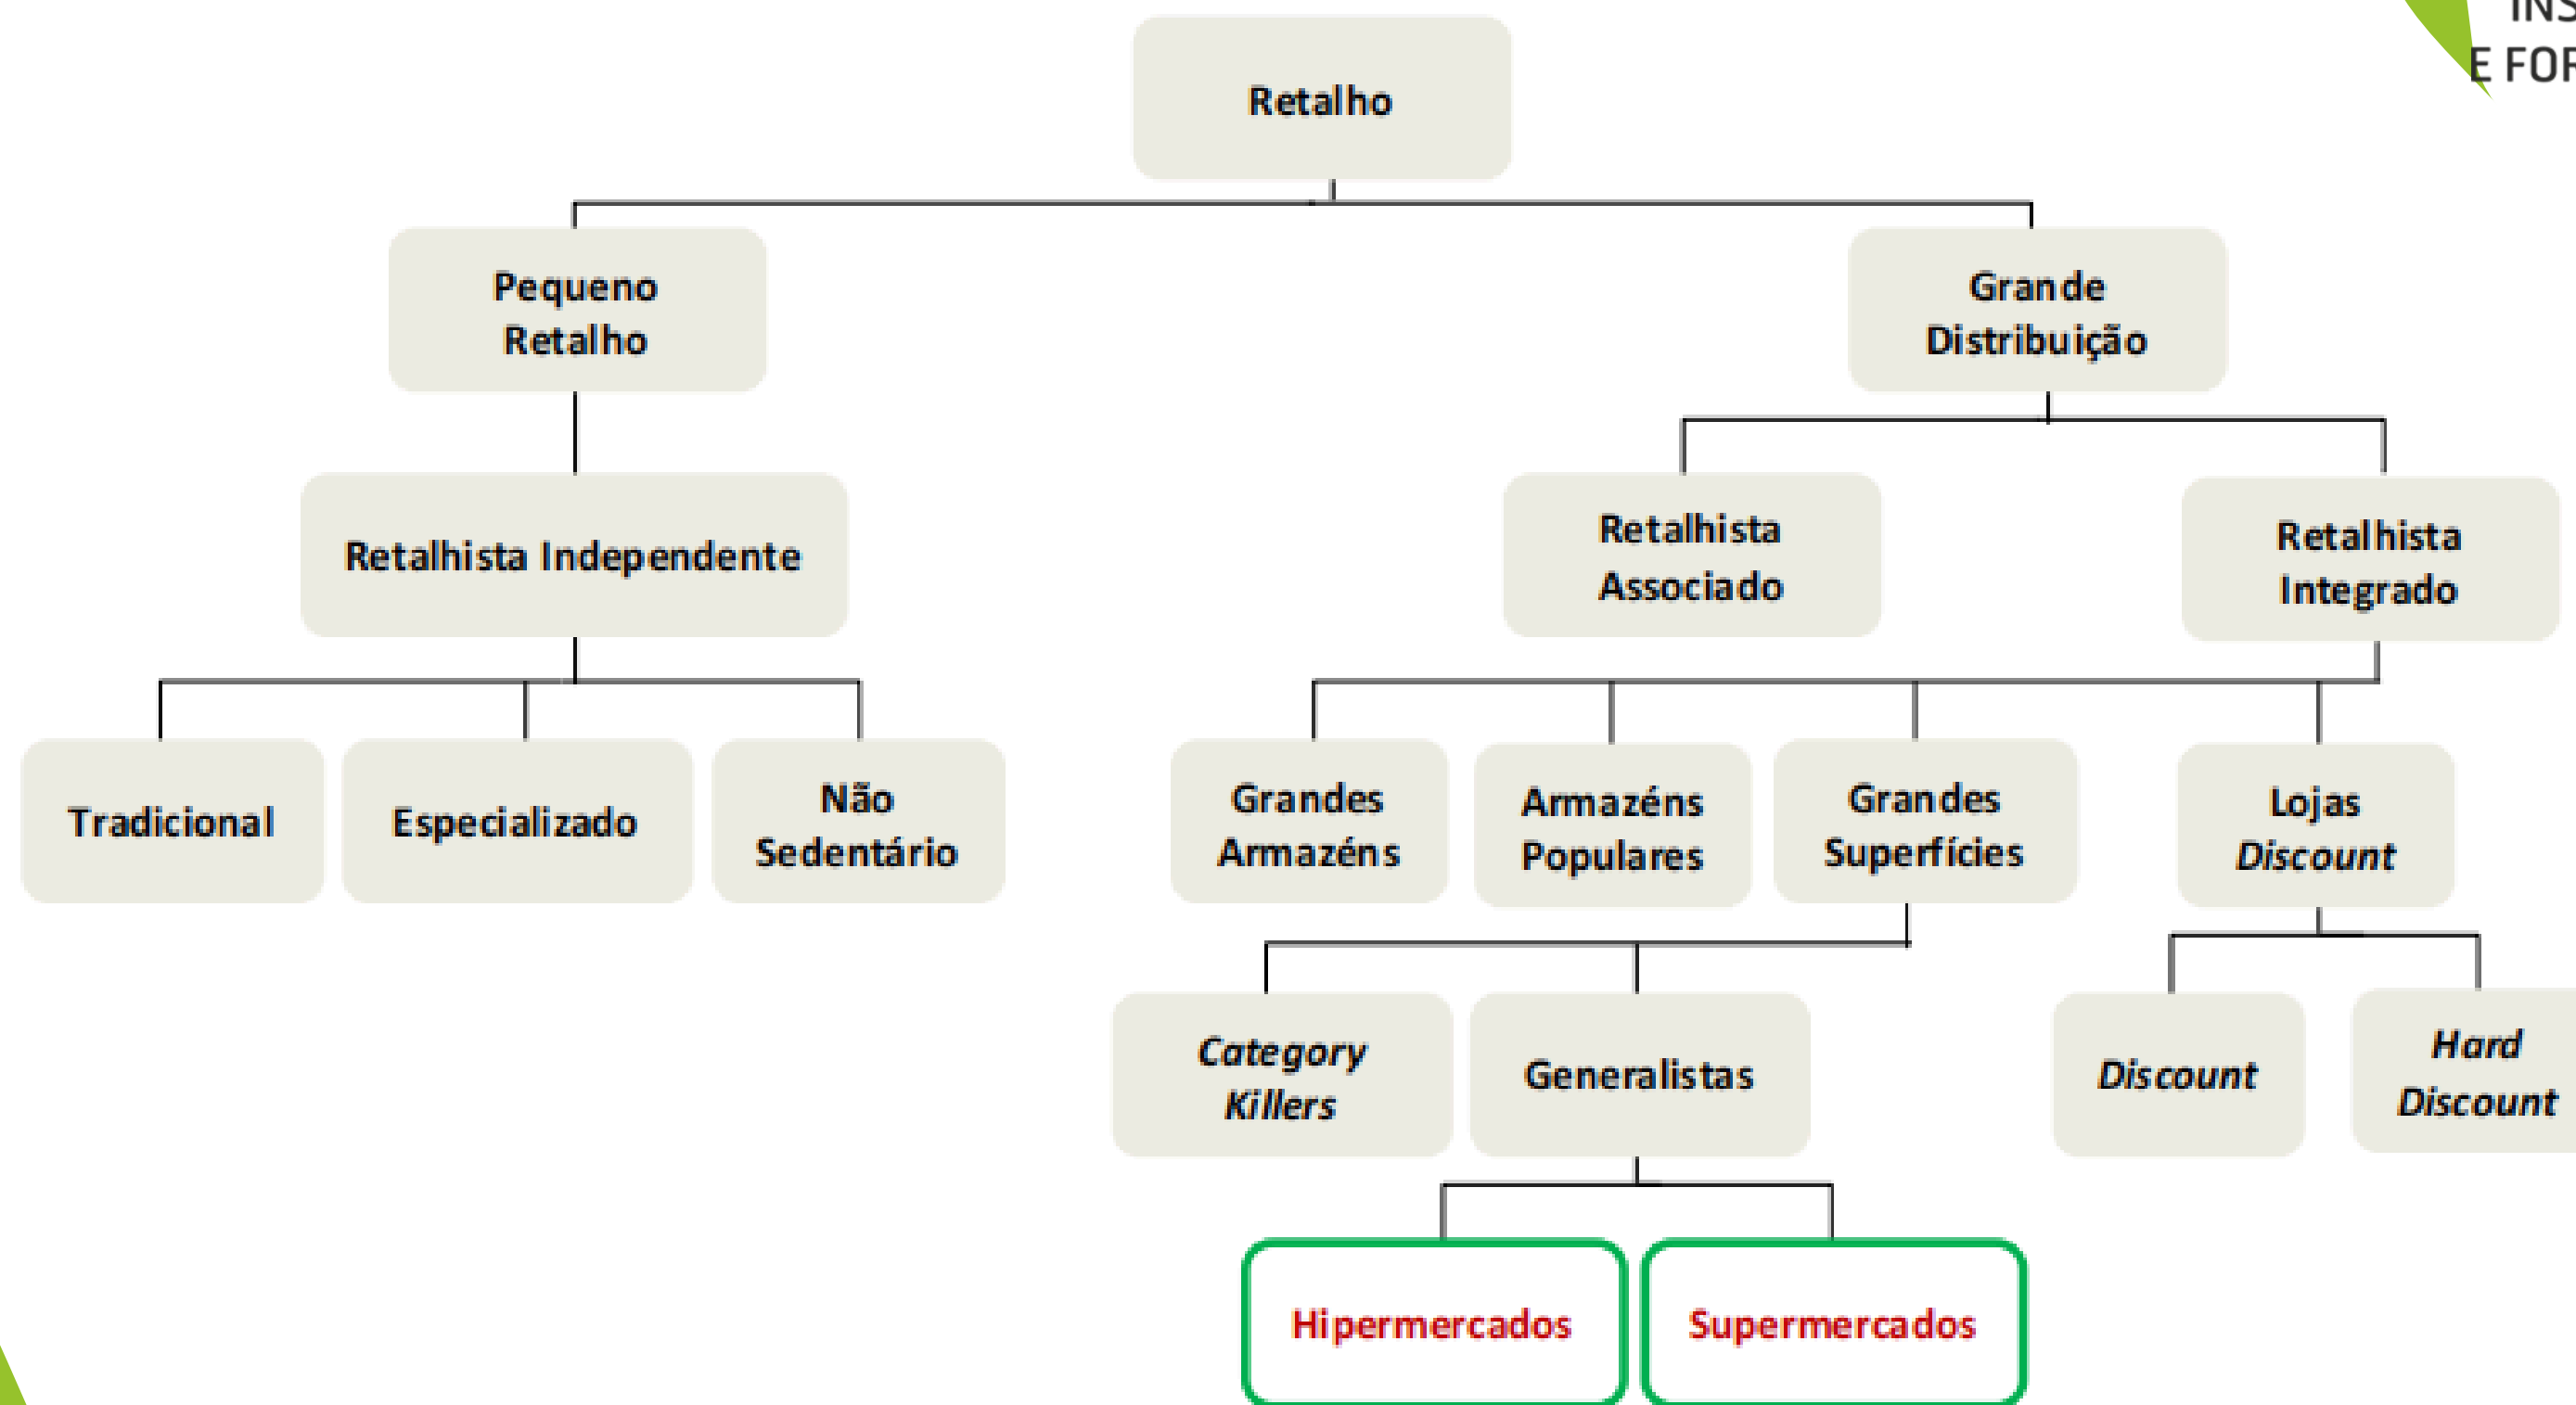 E FOR
Retalho
Pequeno
Retalho
Grande
Distribuição
Retalhista Independente
Retalhista
Associado
Retalhista
Integrado
Tradicional
Especializado
Não
Sedentário
Grandes
Armazéns
Armazéns
Populares
Grandes
Superfícies
Lojas
Discount
Category
Killers
Generalistas
Discount
Hard
Discount
Hipermercados
Supermercados